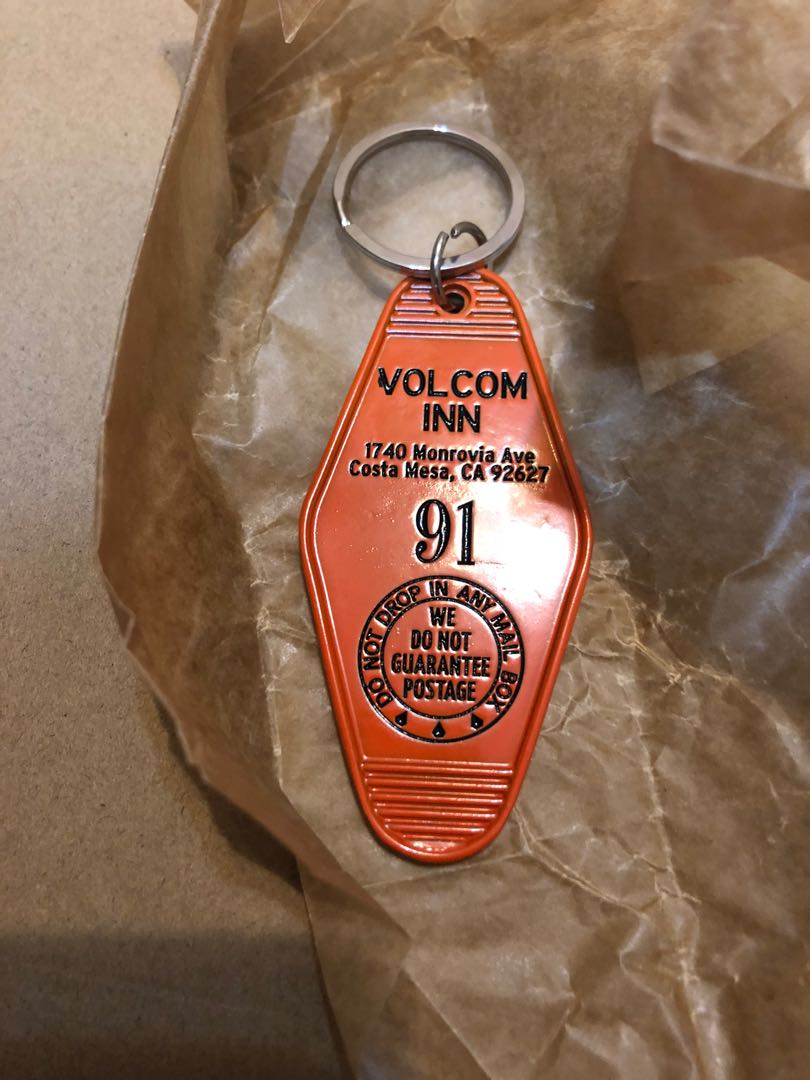 VOLCOM
INN
1740 Monrovia Ave
Costa Mesa, CA 92627
91
DO NOT DROP IN ANY MAIL BOX
WE
DO NOT
GUARANTEE
POSTAGE